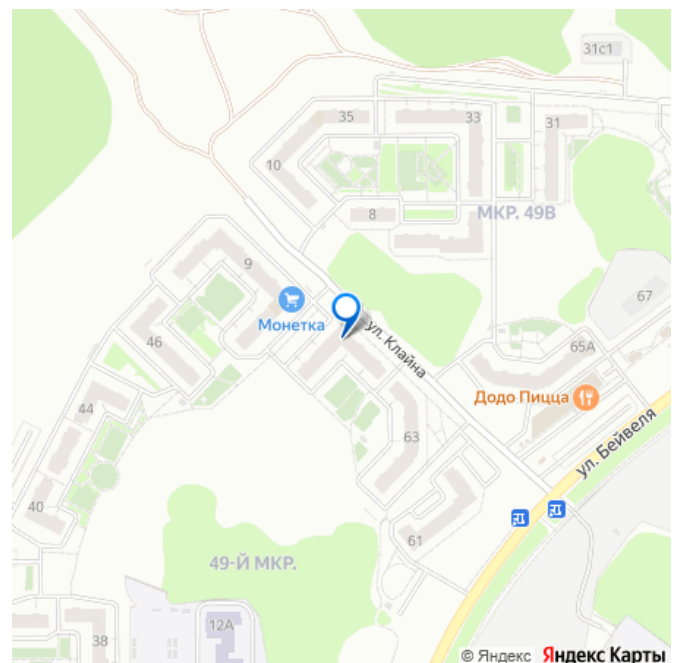 31с1
35
33
31
10
8
МКР. 49В
9
67
Монетка
ул. Клайна
46
65А
Додо Пицца
44
63
ул. Бейвеля
40
61
49-Й МКР.
12А
38
© Яндекс Яндекс Карты